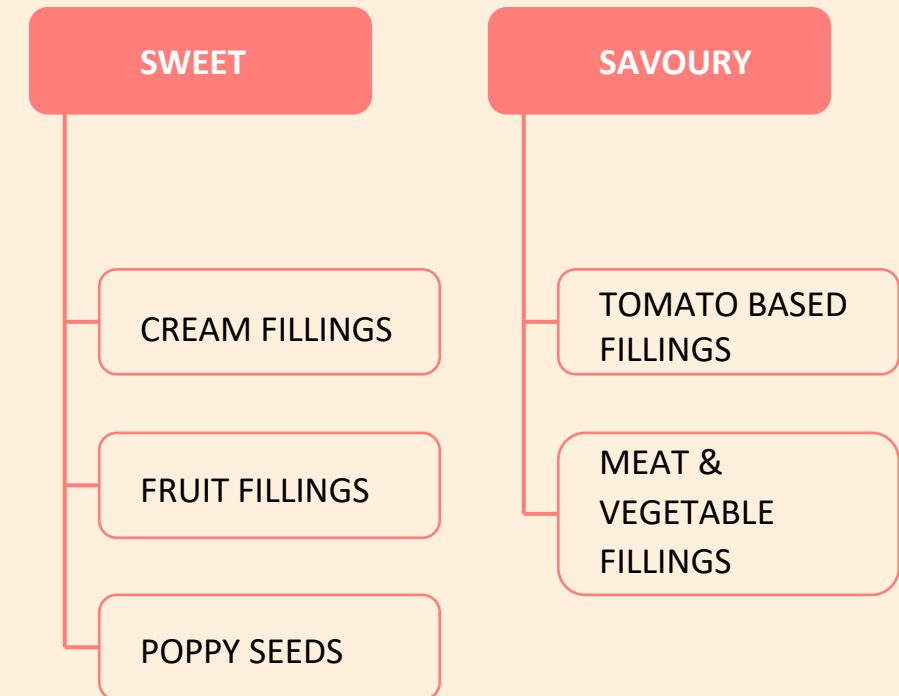 SWEET
CREAM FILLINGS
FRUIT FILLINGS
POPPY SEEDS
SAVOURY
TOMATO BASED
FILLINGS
MEAT &
VEGETABLE
FILLINGS